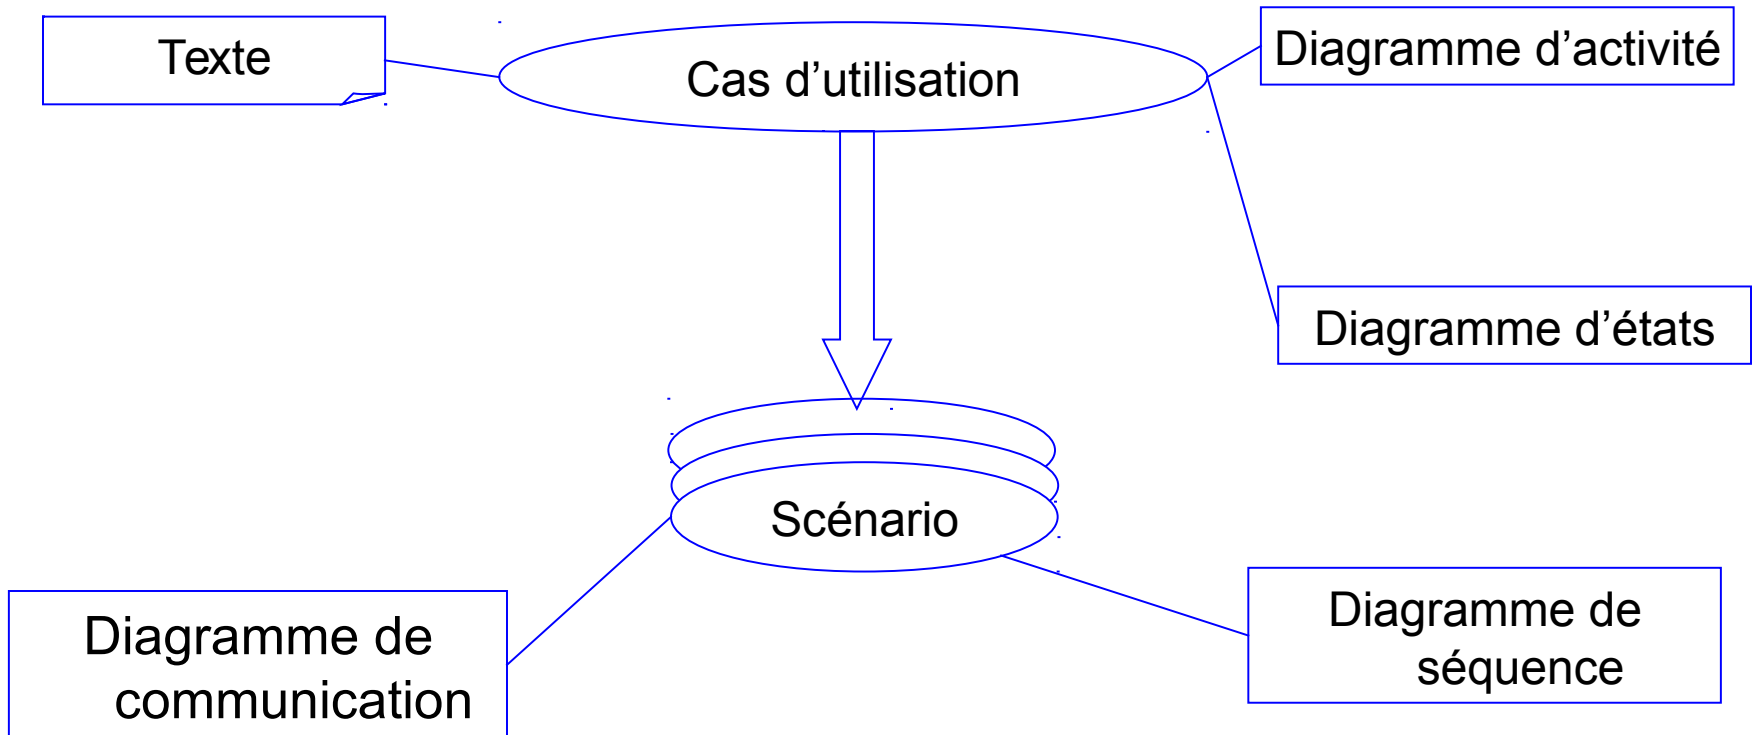 Texte
Cas d’utilisation
Diagramme d’activité
Diagramme d’états
Scénario
Diagramme de
communication
Diagramme de
séquence